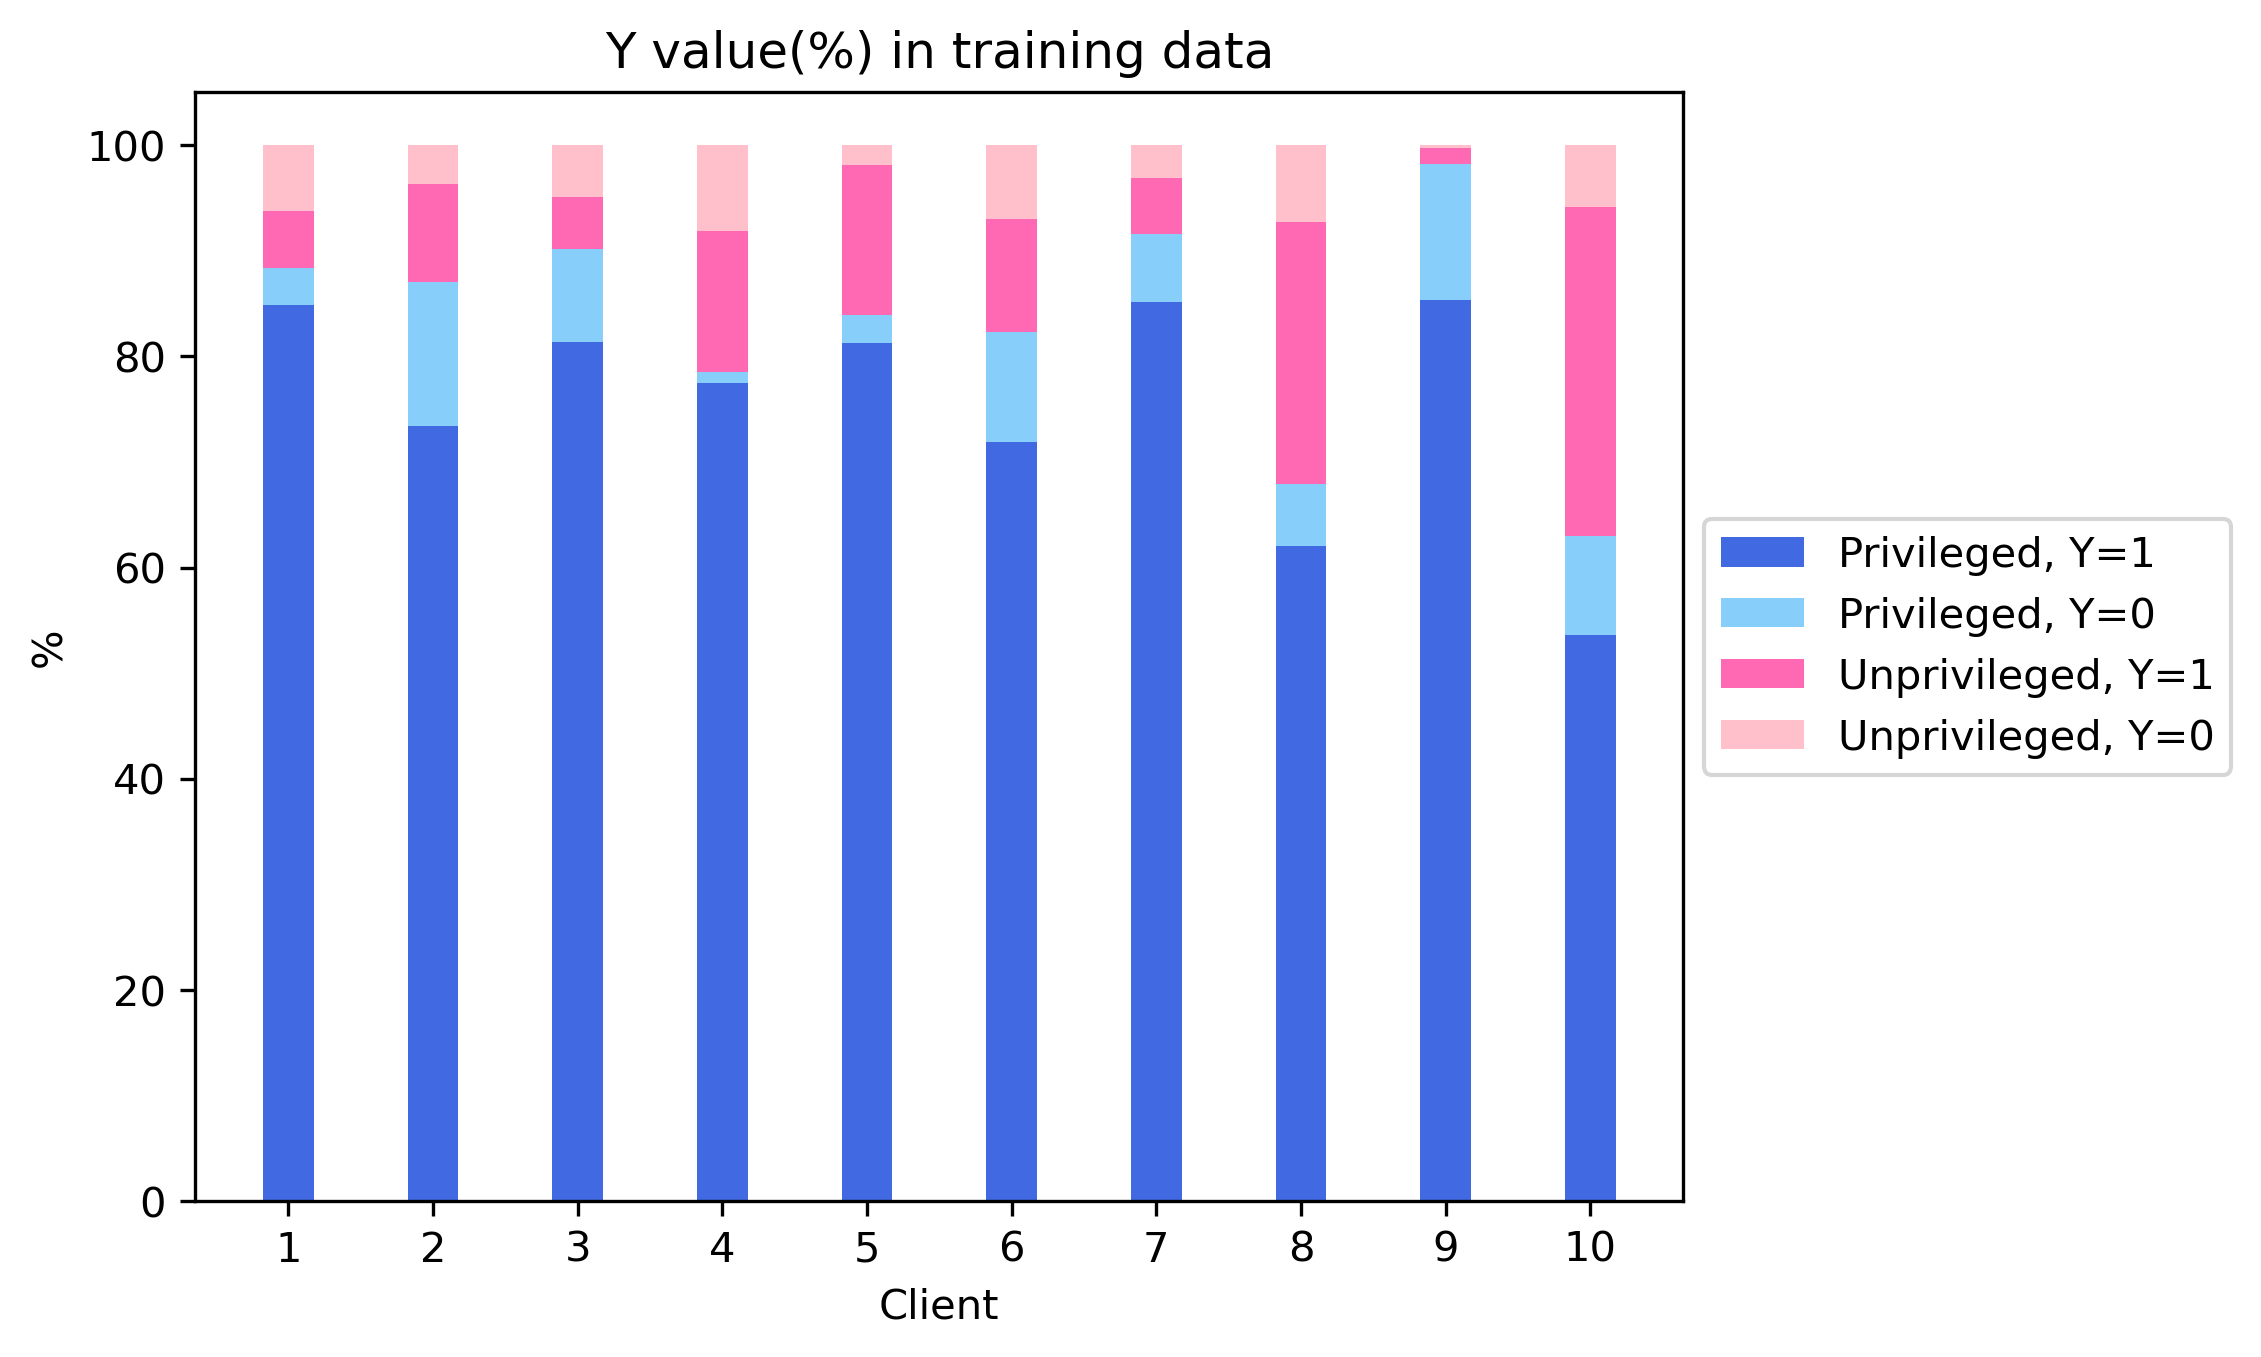 Y value(%) in training data
100
80
60
40
20
0
%
1 2 3 4 5 6 7 8 9 10
Client
Privileged, Y=1
Privileged, Y=0
Unprivileged, Y=1
Unprivileged, Y=0